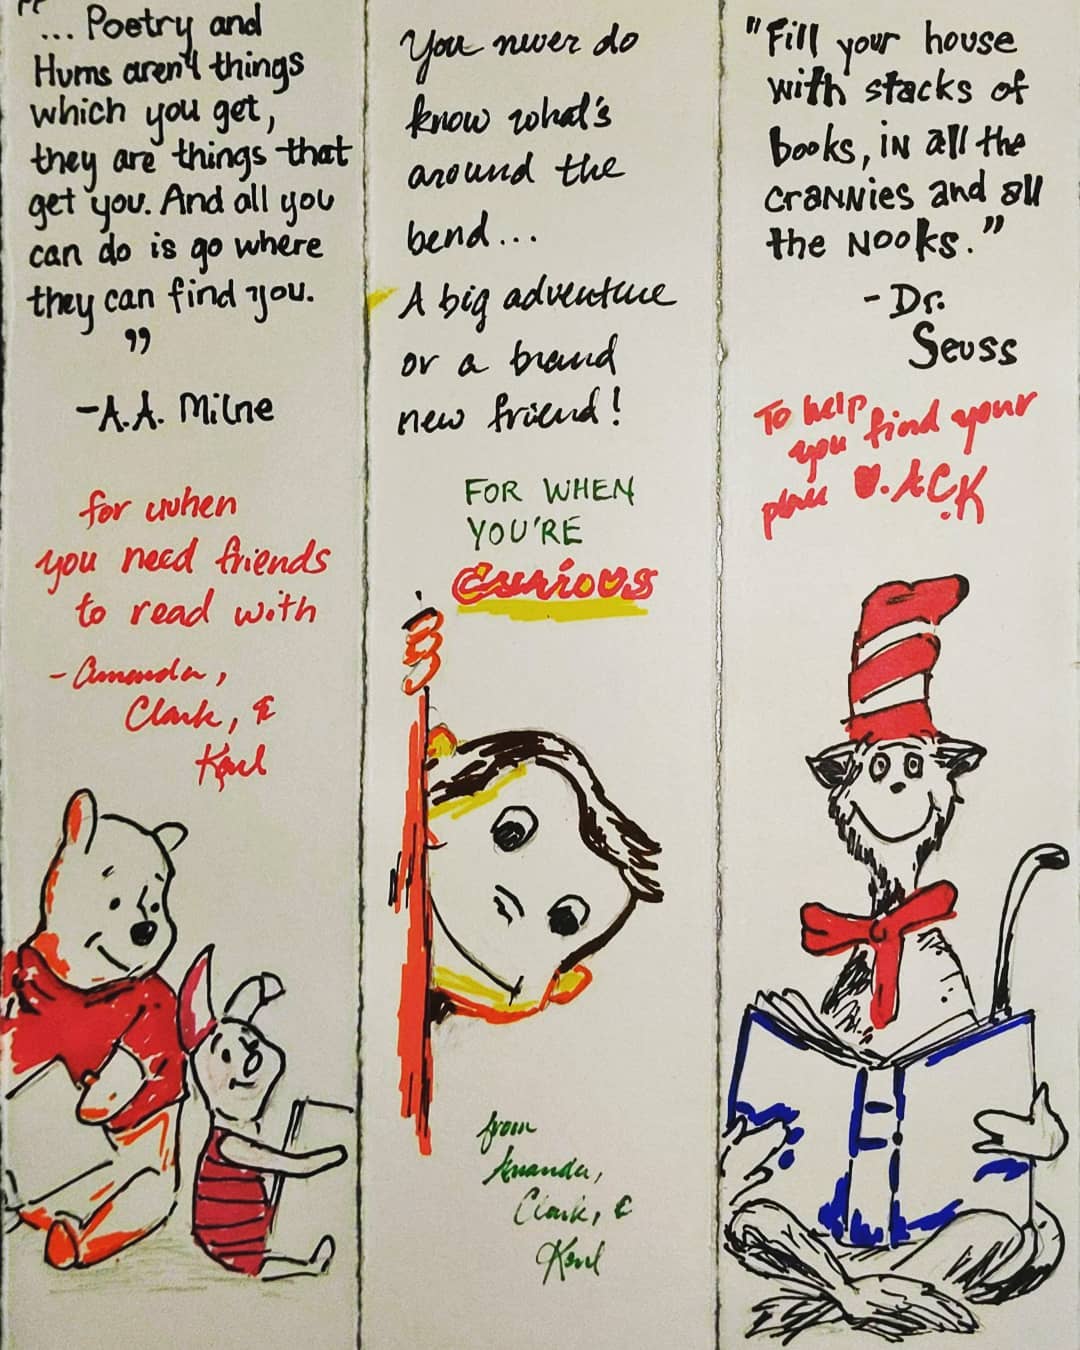 "... Poetry and
Hums aren't things
which you get,
they are things that
get you. And all you
can do is go where
they can find you.
"
-A.A. Milne
for when
you need friends
to read with
-Amanda,
Clark, &
Karl
You never do
know what's
around the
bend...
A big adventure
or a brand
new friend!
FOR WHEN
YOU'RE
Curious
from
Amanda,
Clark, &
Karl
"Fill your house
with stacks of
books, in all the
crannies and all
the nooks."
-Dr.
Seuss
To help
you find your
place ♥. A.C.K